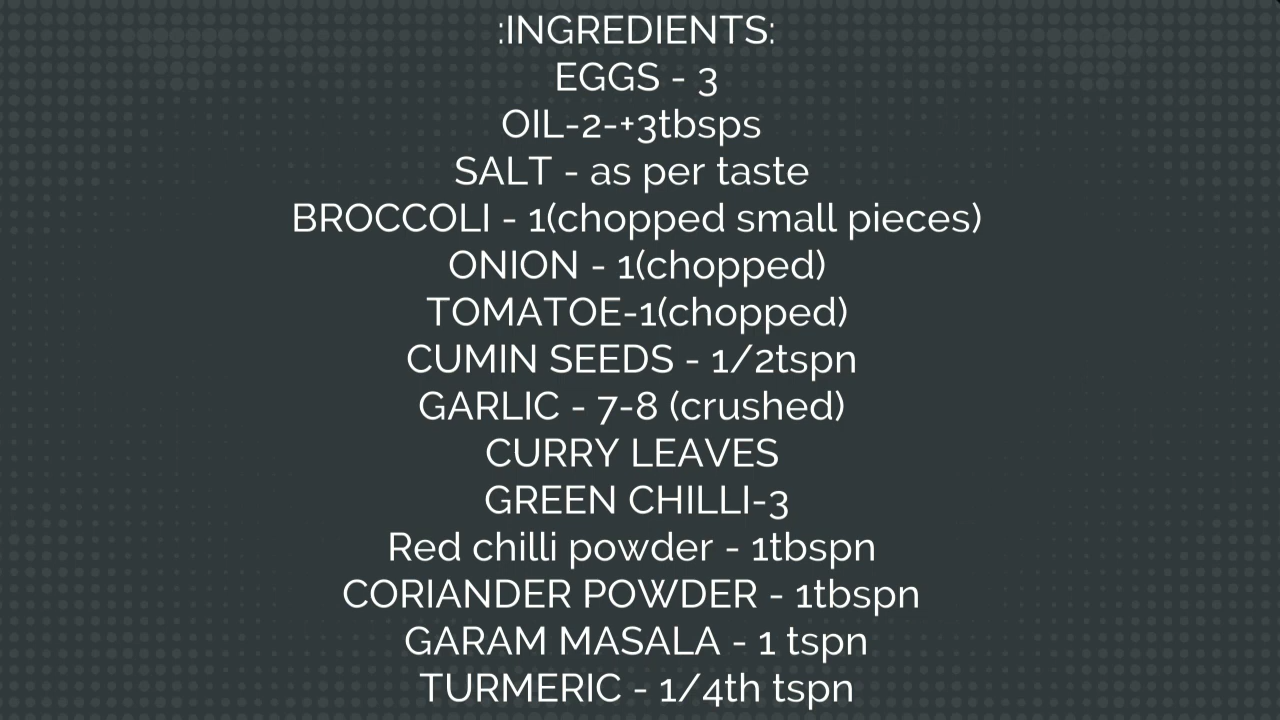 :INGREDIENTS:
EGGS - 3
OIL-2-+3tbsps
SALT - as per taste
BROCCOLI - 1(chopped small pieces)
ONION - 1(chopped)
TOMATOE-1(chopped)
CUMIN SEEDS - 1/2tspn
GARLIC - 7-8 (crushed)
CURRY LEAVES
GREEN CHILLI-3
Red chilli powder - 1tbspn
CORIANDER POWDER - 1tbspn
GARAM MASALA - 1 tspn
TURMERIC - 1/4th tspn